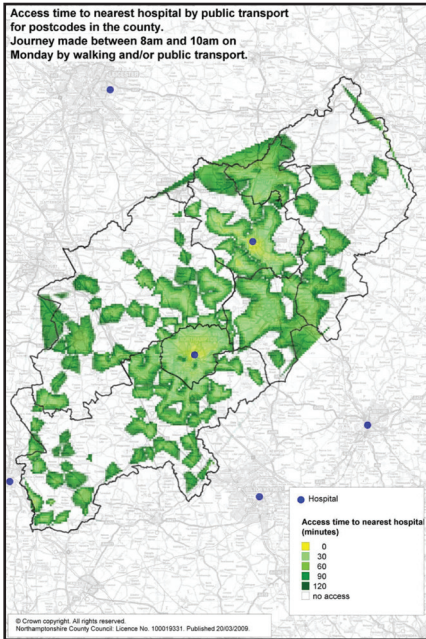 Access time to nearest hospital by public transport
for postcodes in the county.
Journey made between 8am and 10am on
Monday by walking and/or public transport.
Hospital
Access time to nearest hospital
(minutes)
0
30
60
90
120
no access
© Crown copyright. All rights reserved.
Northamptonshire County Council: Licence No. 100019331. Published 20/03/2009.